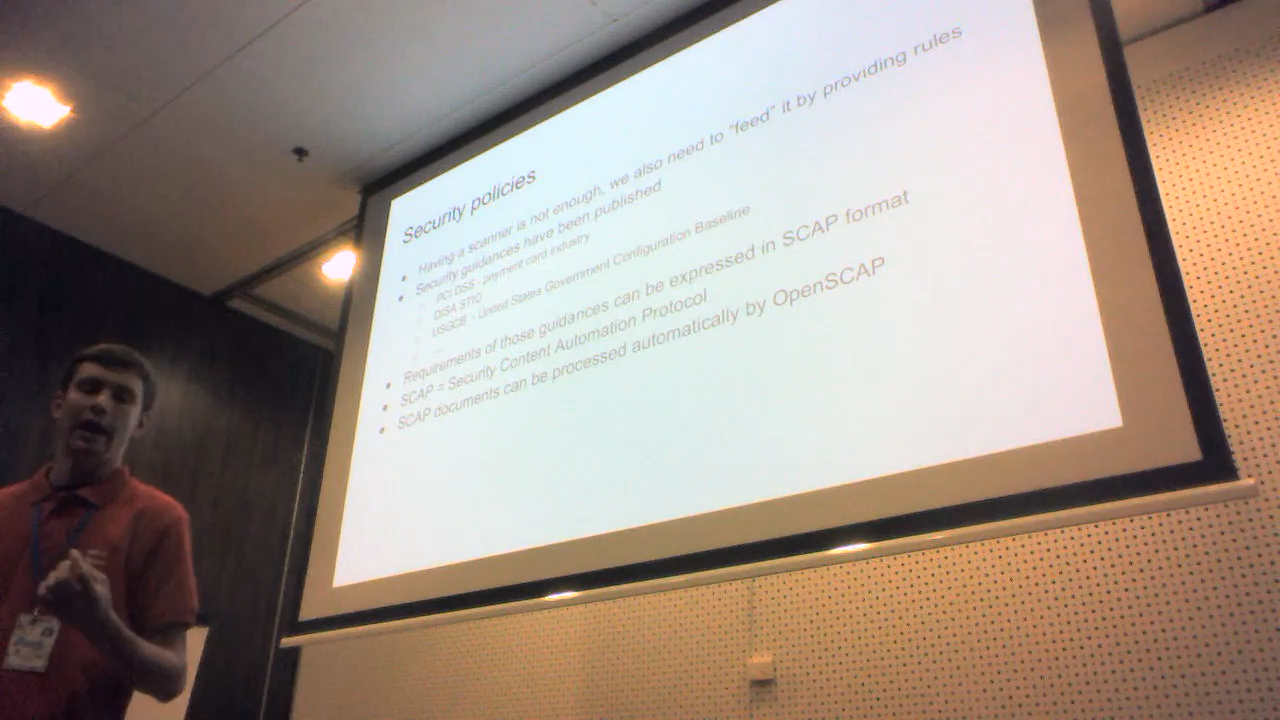 Security policies
Having a scanner is not enough, we also need to "feed" it by providing rules
Security guidances have been published
PCI DSS - payment card industry
DISA STIG
USGCB - United States Government Configuration Baseline
...
Requirements of those guidances can be expressed in SCAP format
SCAP = Security Content Automation Protocol
SCAP documents can be processed automatically by OpenSCAP